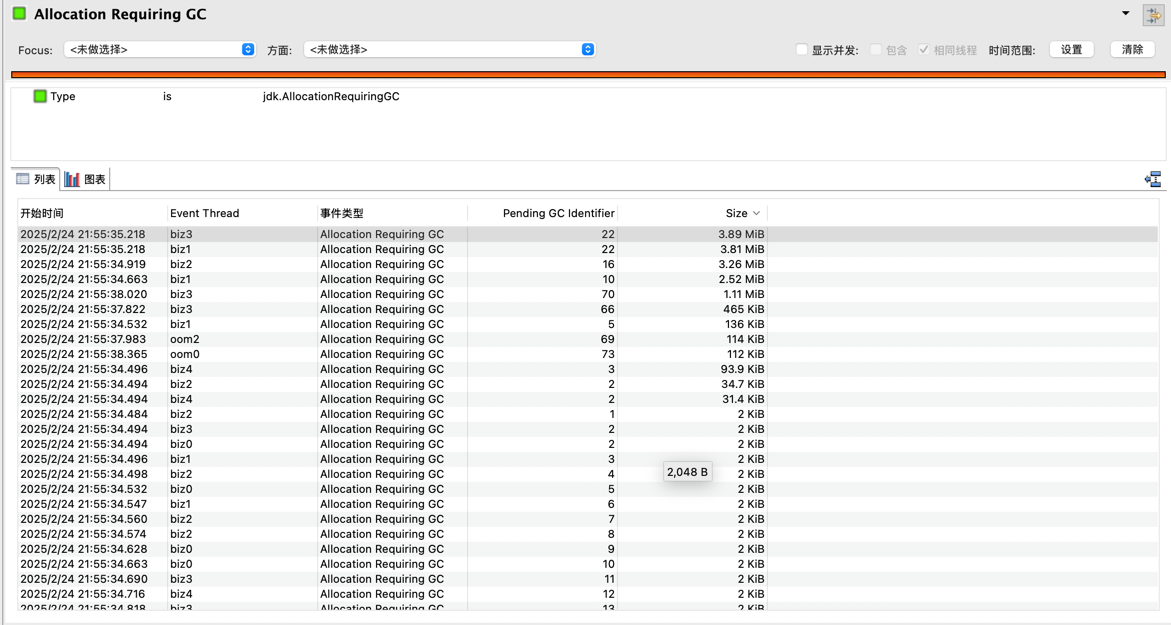 Allocation Requiring GC
Focus: <未做选择> 方面: <未做选择> 显示并发: 包含 相同线程 时间范围: 设置 清除
Type is jdk.AllocationRequiringGC
列表 图表
开始时间 Event Thread 事件类型 Pending GC Identifier Size
2025/2/24 21:55:35.218 biz3 Allocation Requiring GC 22 3.89 MiB
2025/2/24 21:55:35.218 biz1 Allocation Requiring GC 22 3.81 MiB
2025/2/24 21:55:34.919 biz2 Allocation Requiring GC 16 3.26 MiB
2025/2/24 21:55:34.663 biz1 Allocation Requiring GC 10 2.52 MiB
2025/2/24 21:55:38.020 biz3 Allocation Requiring GC 70 1.11 MiB
2025/2/24 21:55:37.822 biz3 Allocation Requiring GC 66 465 KiB
2025/2/24 21:55:34.532 biz1 Allocation Requiring GC 5 136 KiB
2025/2/24 21:55:37.983 oom2 Allocation Requiring GC 69 114 KiB
2025/2/24 21:55:38.365 oom0 Allocation Requiring GC 73 112 KiB
2025/2/24 21:55:34.496 biz4 Allocation Requiring GC 3 93.9 KiB
2025/2/24 21:55:34.494 biz2 Allocation Requiring GC 2 34.7 KiB
2025/2/24 21:55:34.494 biz4 Allocation Requiring GC 2 31.4 KiB
2025/2/24 21:55:34.484 biz2 Allocation Requiring GC 1 2 KiB
2025/2/24 21:55:34.494 biz3 Allocation Requiring GC 2 2 KiB
2025/2/24 21:55:34.494 biz0 Allocation Requiring GC 2 2 KiB
2025/2/24 21:55:34.496 biz1 Allocation Requiring GC 3 2 KiB
2025/2/24 21:55:34.498 biz2 Allocation Requiring GC 4 2,048 B 2 KiB
2025/2/24 21:55:34.532 biz0 Allocation Requiring GC 5 2 KiB
2025/2/24 21:55:34.547 biz1 Allocation Requiring GC 6 2 KiB
2025/2/24 21:55:34.560 biz2 Allocation Requiring GC 7 2 KiB
2025/2/24 21:55:34.574 biz2 Allocation Requiring GC 8 2 KiB
2025/2/24 21:55:34.628 biz0 Allocation Requiring GC 9 2 KiB
2025/2/24 21:55:34.663 biz0 Allocation Requiring GC 10 2 KiB
2025/2/24 21:55:34.690 biz3 Allocation Requiring GC 11 2 KiB
2025/2/24 21:55:34.716 biz4 Allocation Requiring GC 12 2 KiB
2025/2/24 21:55:34.818 biz3 Allocation Requiring GC 13 2 KiB